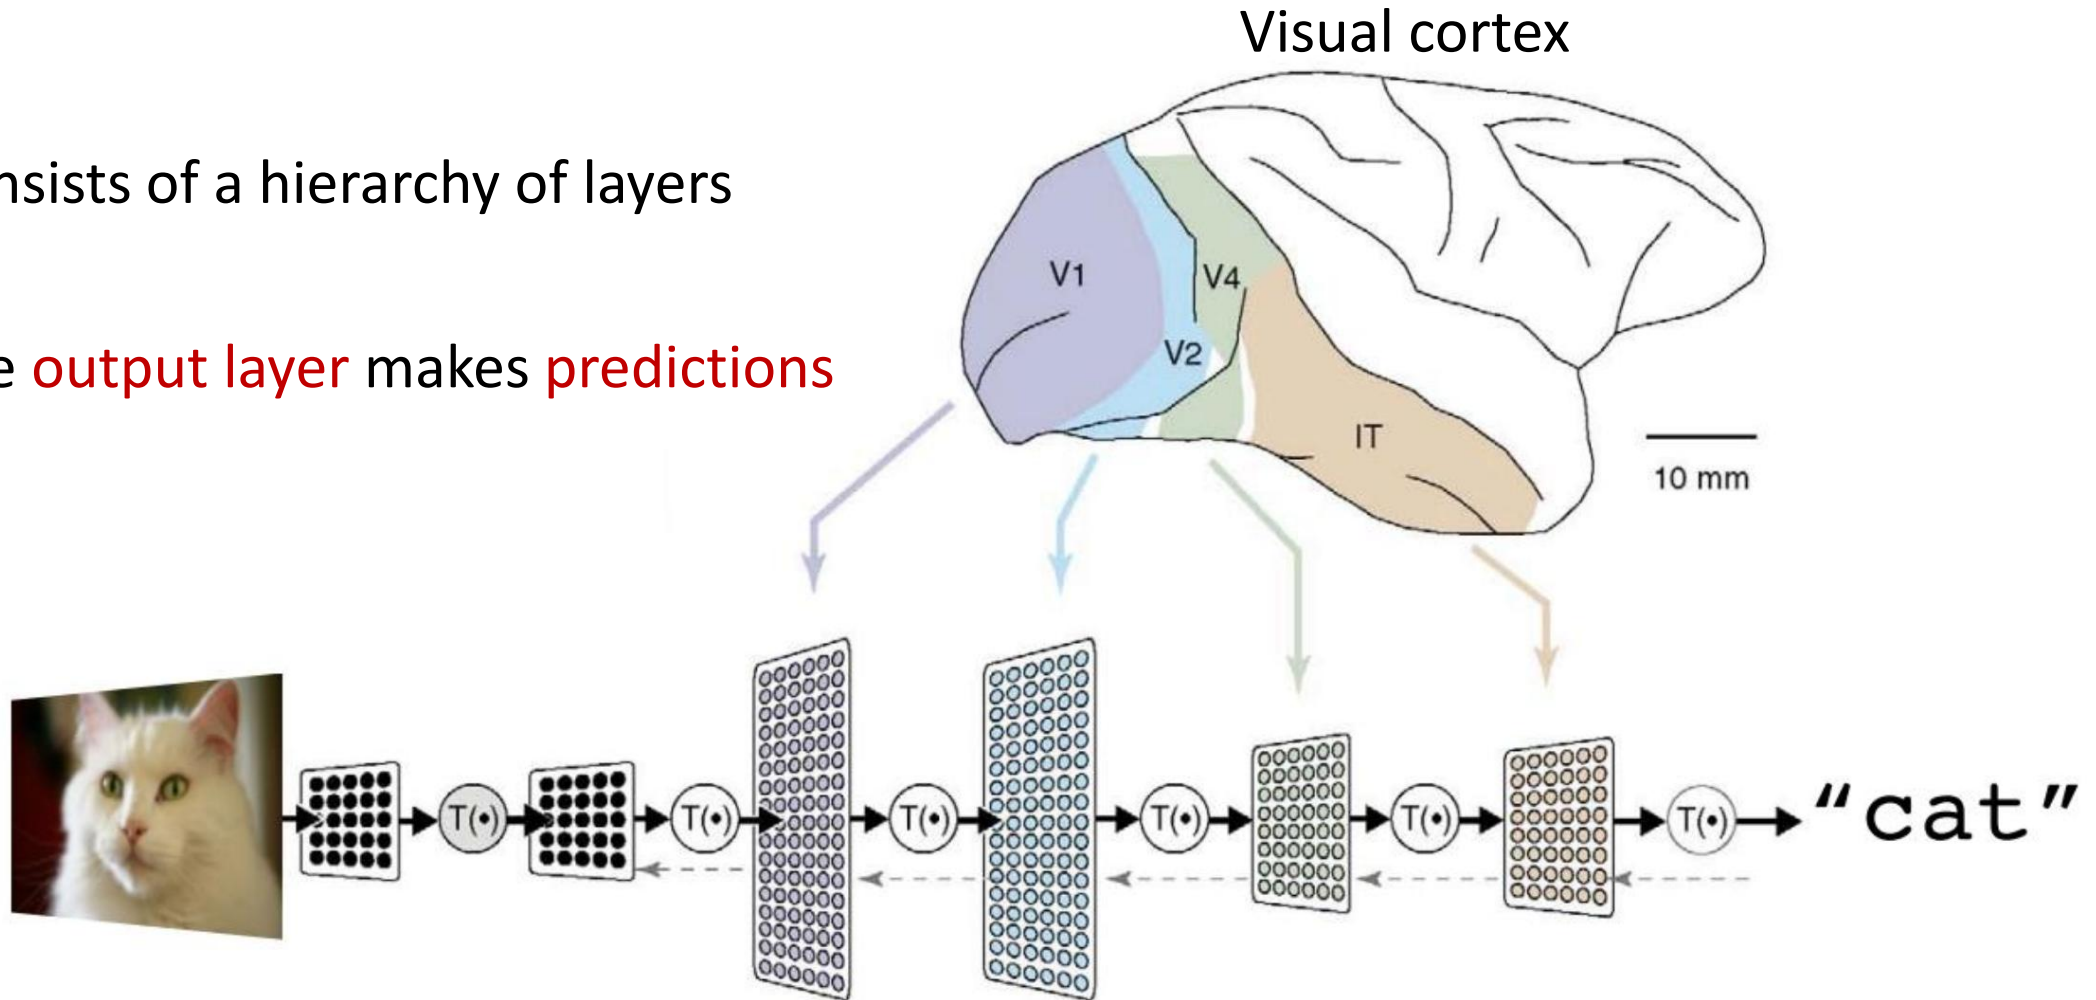 Visual cortex
nsists of a hierarchy of layers
e output layer makes predictions
V1
V4
V2
IT
10 mm
T(•) T(•) T(•) T(•) T(•) T(•) "cat"